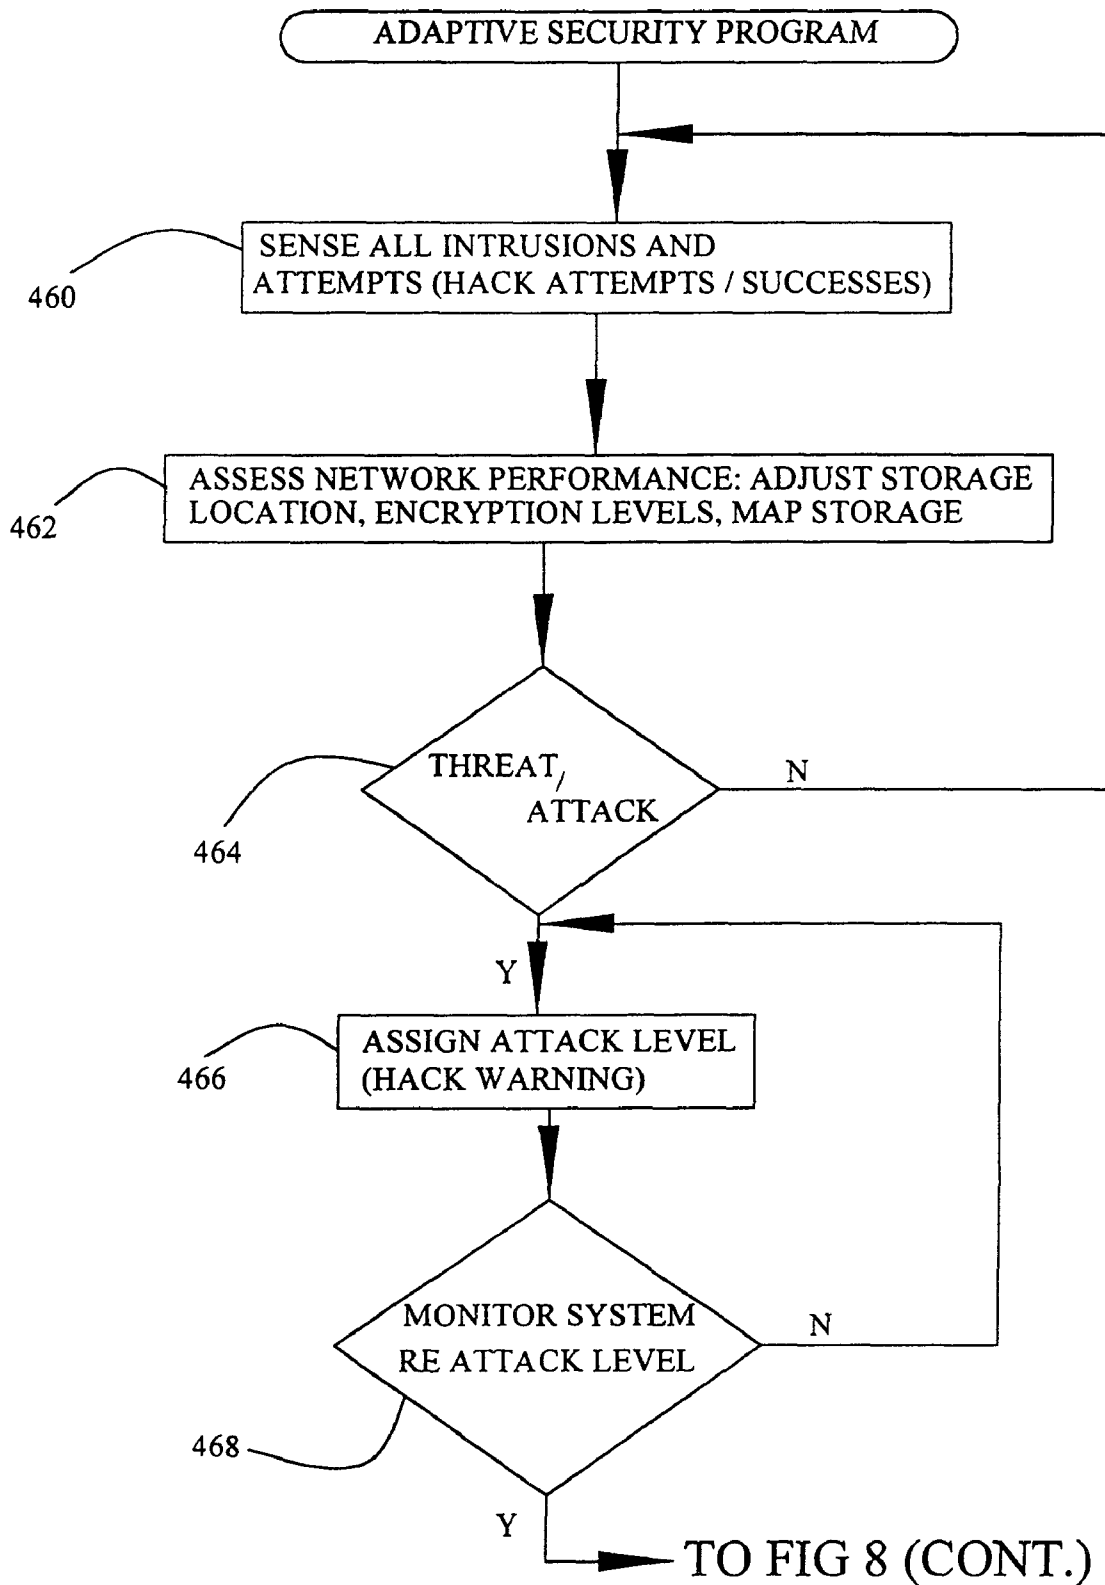 ADAPTIVE SECURITY PROGRAM
SENSE ALL INTRUSIONS AND
ATTEMPTS (HACK ATTEMPTS / SUCCESSES)
460
ASSESS NETWORK PERFORMANCE: ADJUST STORAGE
LOCATION, ENCRYPTION LEVELS, MAP STORAGE
462
THREAT/
ATTACK
N
464
Y
ASSIGN ATTACK LEVEL
(HACK WARNING)
466
MONITOR SYSTEM
RE ATTACK LEVEL
N
468
Y
TO FIG 8 (CONT.)